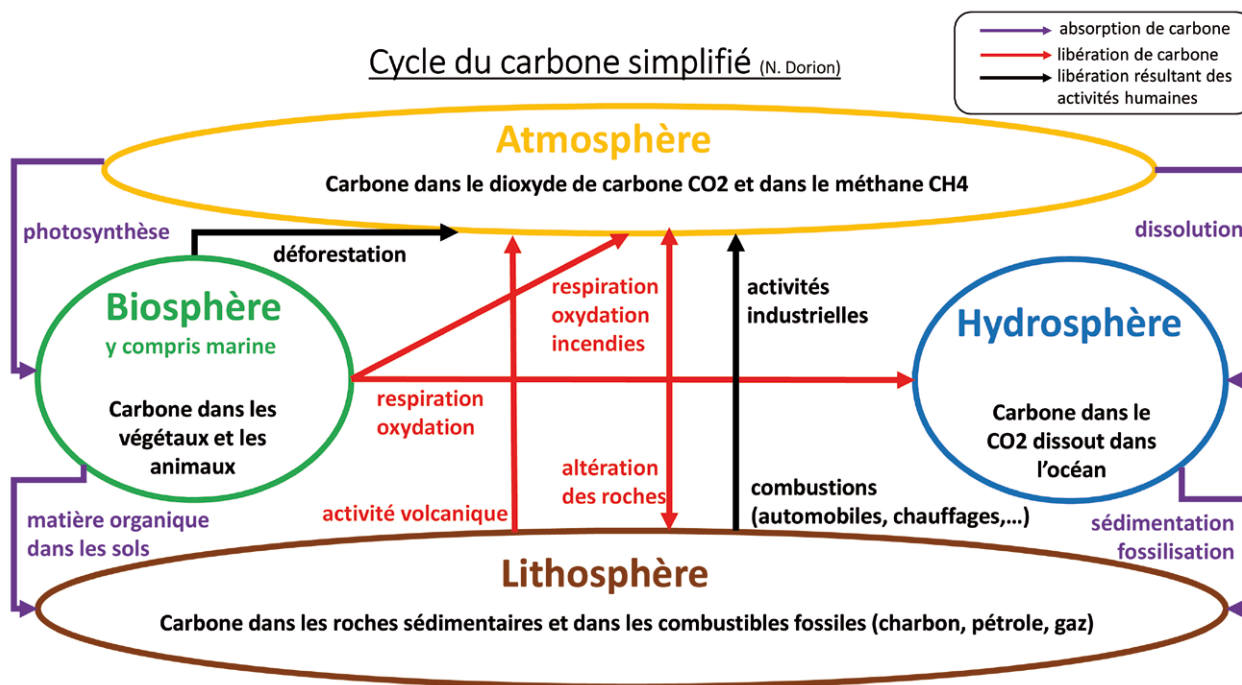 absorption de carbone
libération de carbone
libération résultant des
activités humaines
Cycle du carbone simplifié (N. Dorion)
Atmosphère
Carbone dans le dioxyde de carbone CO2 et dans le méthane CH4
photosynthèse
dissolution
déforestation
Biosphère
y compris marine
Carbone dans les
végétaux et les
animaux
respiration
oxydation
incendies
activités
industrielles
Hydrosphère
Carbone dans le
CO2 dissout dans
l'océan
respiration
oxydation
altération
des roches
activité volcanique
combustions
(automobiles, chauffages,...)
matière organique
dans les sols
sédimentation
fossilisation
Lithosphère
Carbone dans les roches sédimentaires et dans les combustibles fossiles (charbon, pétrole, gaz)